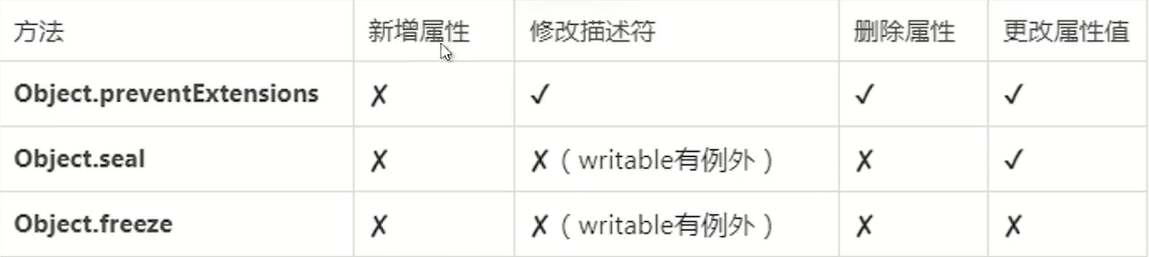 方法 新增属性 修改描述符 删除属性 更改属性值
Object.preventExtensions ✗ ✓ ✓ ✓
Object.seal ✗ ✗（writable有例外） ✗ ✓
Object.freeze ✗ ✗（writable有例外） ✗ ✗